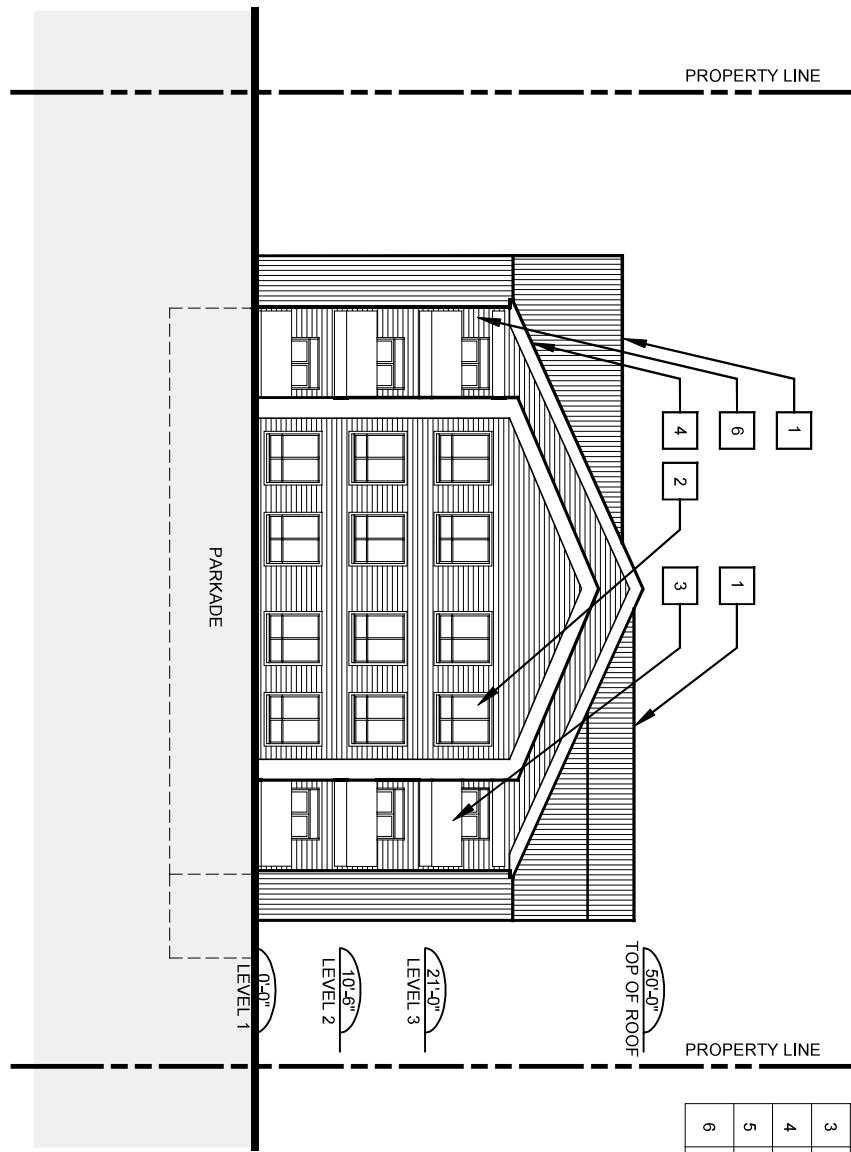 PROPERTY LINE
PROPERTY LINE
1
6
1
4
2
3
50'-0"
TOP OF ROOF
21'-0"
LEVEL 3
10'-6"
LEVEL 2
0'-0"
LEVEL 1
PARKADE
3
4
5
6